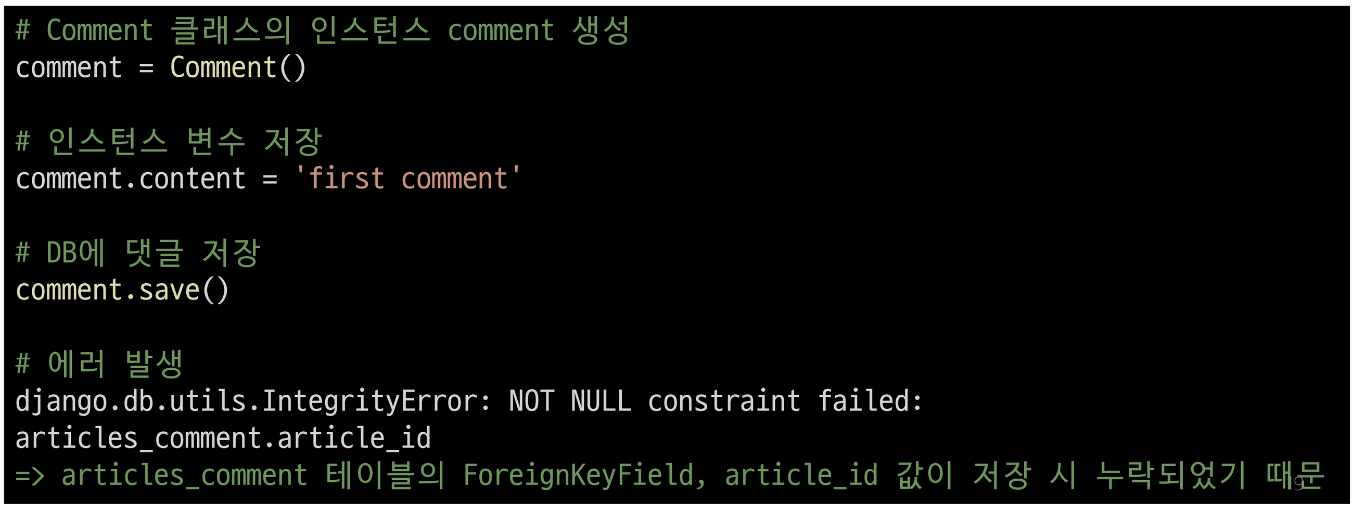 # Comment 클래스의 인스턴스 comment 생성
comment = Comment()
# 인스턴스 변수 저장
comment.content = 'first comment'
# DB에 댓글 저장
comment.save()
# 에러 발생
django.db.utils.IntegrityError: NOT NULL constraint failed:
articles_comment.article_id
=> articles_comment 테이블의 ForeignKeyField, article_id 값이 저장 시 누락되었기 때문